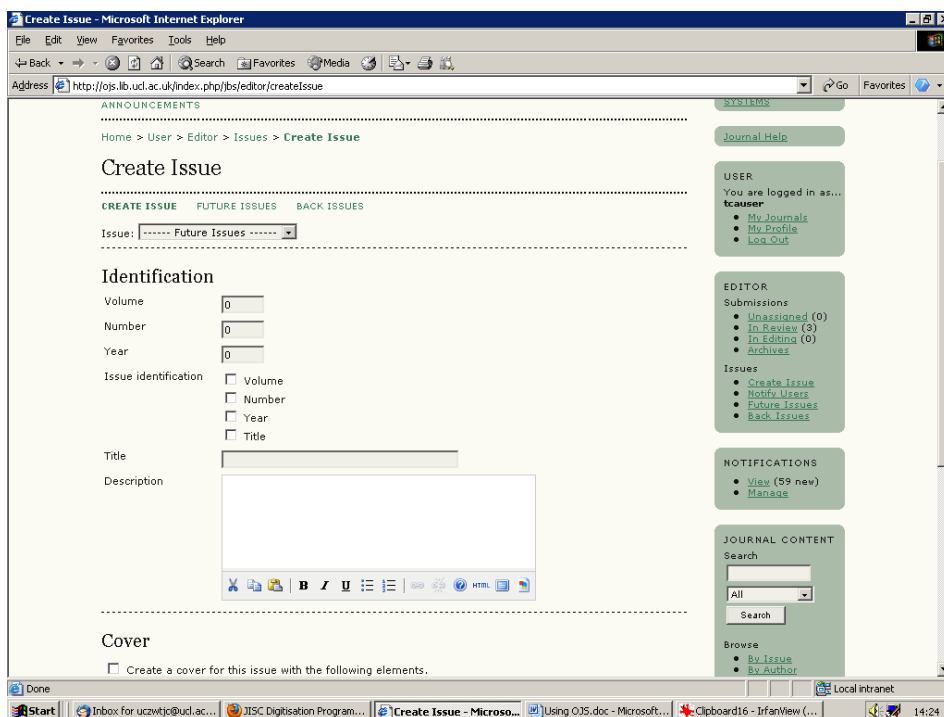 Create Issue - Microsoft Internet Explorer
File Edit View Favorites Tools Help
Back Search Favorites Media
Address http://ojs.lib.ucl.ac.uk/index.php/jbs/editor/createIssue Go Favorites
ANNOUNCEMENTS
Home > User > Editor > Issues > Create Issue
Create Issue
CREATE ISSUE FUTURE ISSUES BACK ISSUES
Issue: ------ Future Issues ------
Identification
Volume 0
Number 0
Year 0
Issue identification Volume
Number
Year
Title
Title
Description
B I U HTML
Cover
Create a cover for this issue with the following elements.
SYSTEMS
Journal Help
USER
You are logged in as...
tcauser
My Journals
My Profile
Log Out
EDITOR
Submissions
Unassigned (0)
In Review (3)
In Editing (0)
Archives
Issues
Create Issue
Notify Users
Future Issues
Back Issues
NOTIFICATIONS
View (59 new)
Manage
JOURNAL CONTENT
Search
All
Search
Browse
By Issue
By Author
Done Local intranet
Start Inbox for uczwtjc@ucl.ac... JISC Digitisation Program... Create Issue - Microso... Using OJS.doc - Microsoft... Clipboard16 - IrfanView (... 14:24